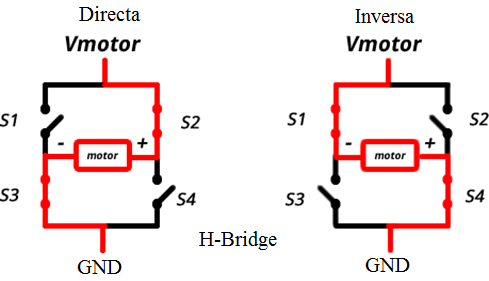 Directa
Vmotor
S1
S2
- motor +
S3
S4
GND
H-Bridge
Inversa
Vmotor
S1
S2
- motor +
S3
S4
GND